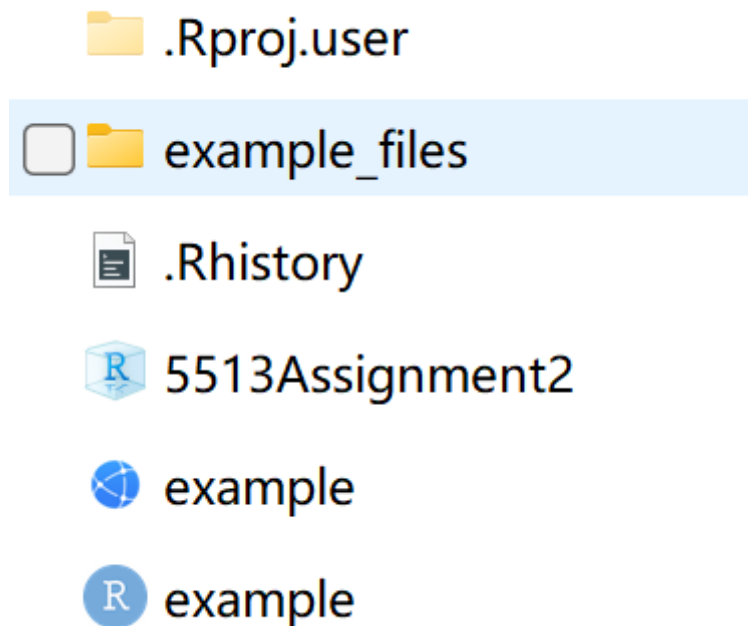 .Rproj.user
example_files
.Rhistory
5513Assignment2
example
example